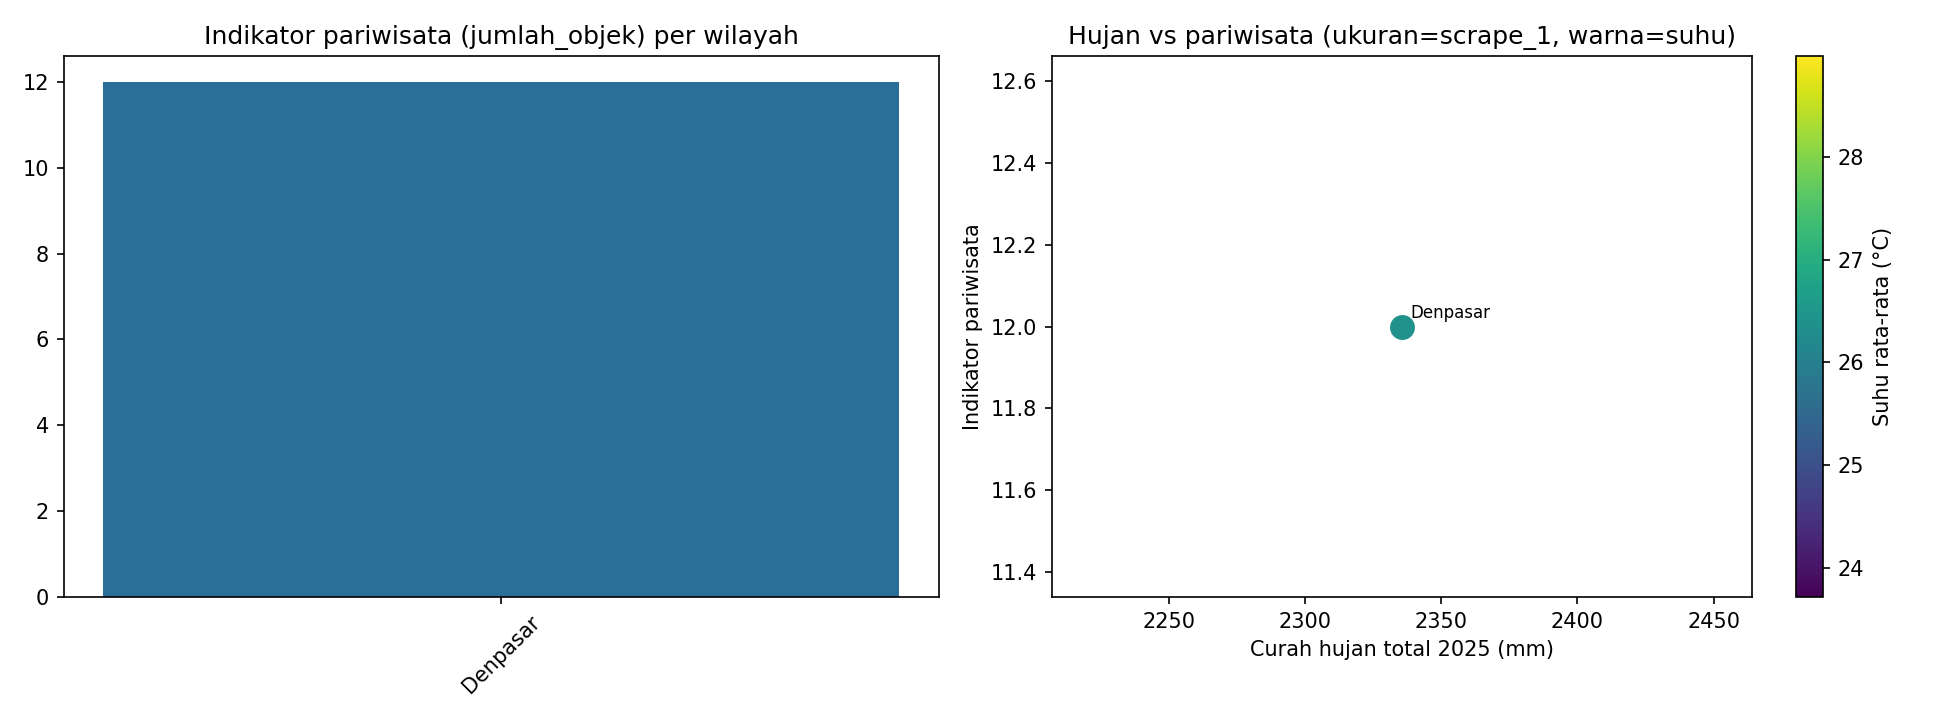 Indikator pariwisata (jumlah_objek) per wilayah
12
10
8
6
4
2
0
Denpasar
Hujan vs pariwisata (ukuran=scrape_1, warna=suhu)
Indikator pariwisata
12.6
12.4
12.2
12.0
11.8
11.6
11.4
Denpasar
2250 2300 2350 2400 2450
Curah hujan total 2025 (mm)
28
27
26
25
24
Suhu rata-rata (°C)